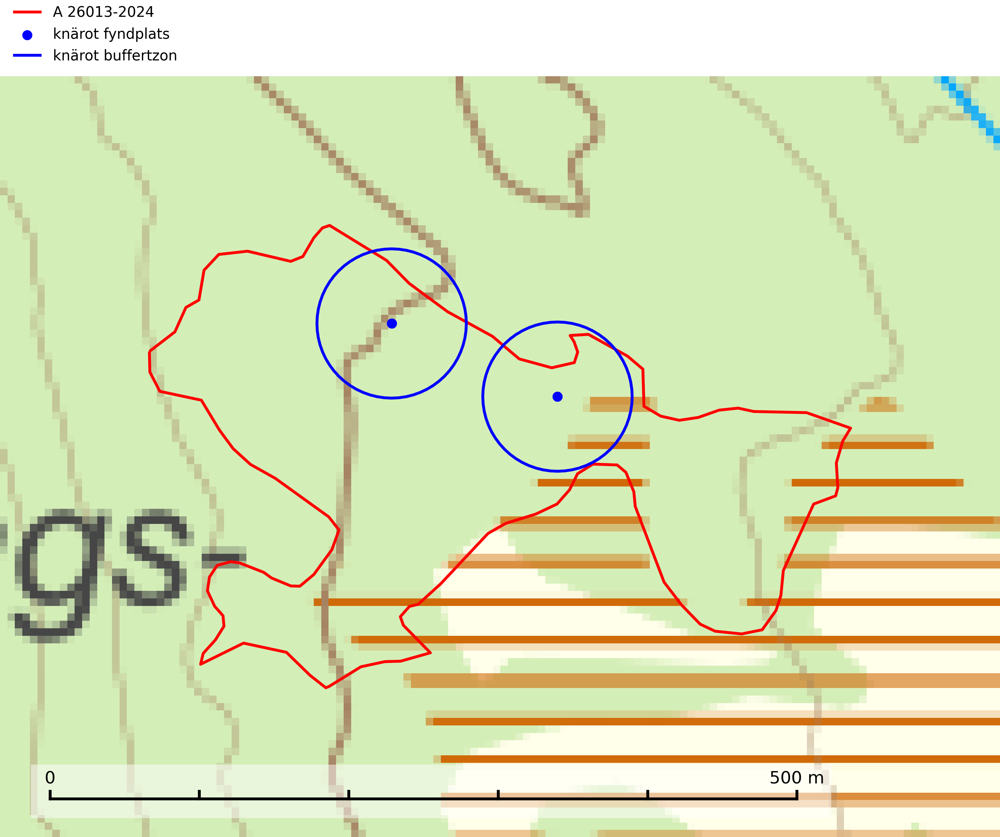 A 26013-2024
knärot fyndplats
knärot buffertzon
gs-
0
500 m